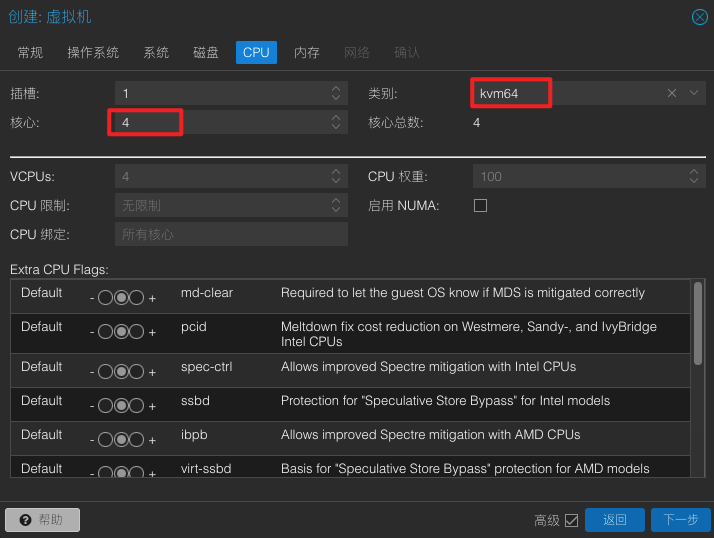 创建: 虚拟机
常规 操作系统 系统 磁盘 CPU 内存 网络 确认
插槽: 1 类别: kvm64
核心: 4 核心总数: 4
VCPUs: 4 CPU 权重: 100
CPU 限制: 无限制 启用 NUMA:
CPU 绑定: 所有核心
Extra CPU Flags:
Default - + md-clear Required to let the guest OS know if MDS is mitigated correctly
Default - + pcid Meltdown fix cost reduction on Westmere, Sandy-, and IvyBridge
Intel CPUs
Default - + spec-ctrl Allows improved Spectre mitigation with Intel CPUs
Default - + ssbd Protection for "Speculative Store Bypass" for Intel models
Default - + ibpb Allows improved Spectre mitigation with AMD CPUs
Default - + virt-ssbd Basis for "Speculative Store Bypass" protection for AMD models
? 帮助 高级 返回 下一步